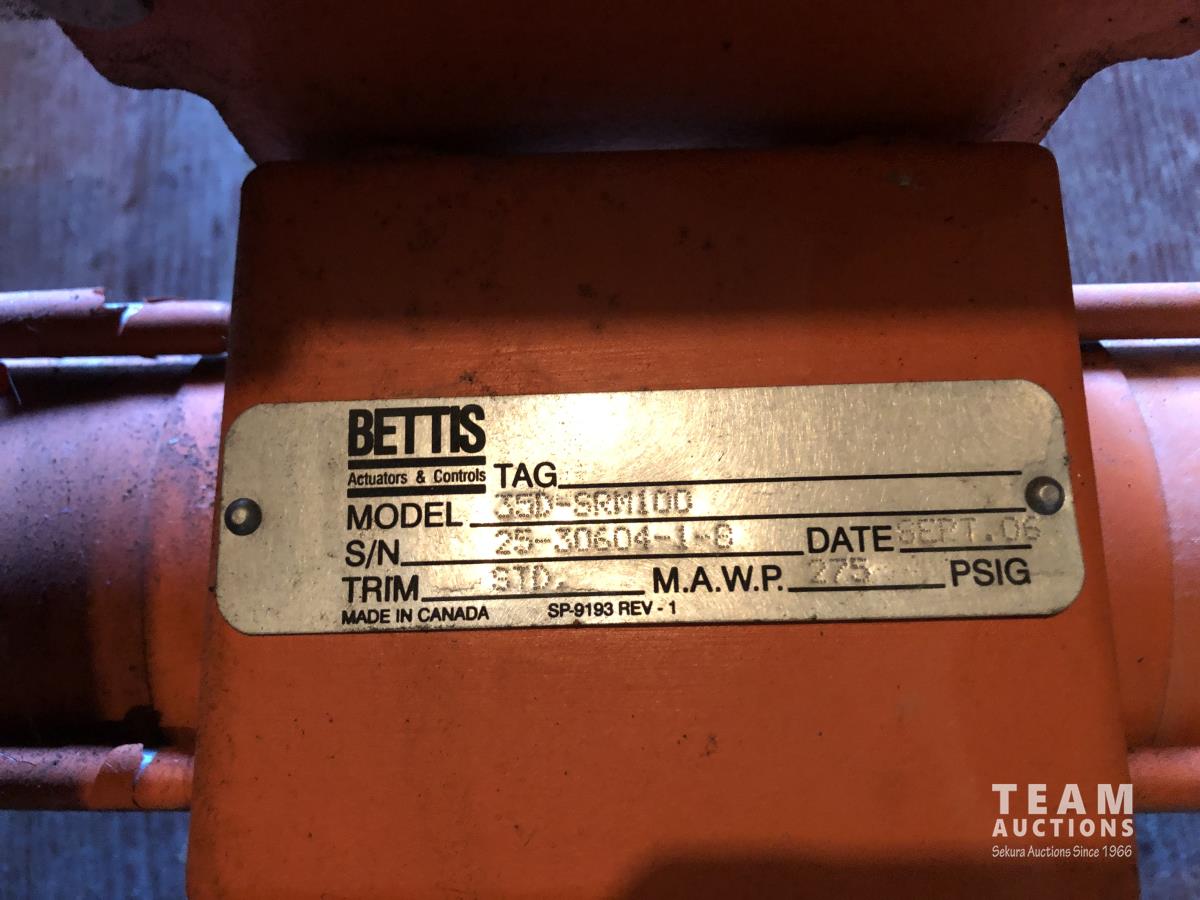 BETTIS
Actuators & Controls
TAG
MODEL 35D-SRM100
S/N 25-30604-1-8 DATE SEPT.06
TRIM STD. M.A.W.P. 275 PSIG
MADE IN CANADA SP-9193 REV - 1
TEAM
AUCTIONS
Sekura Auctions Since 1966